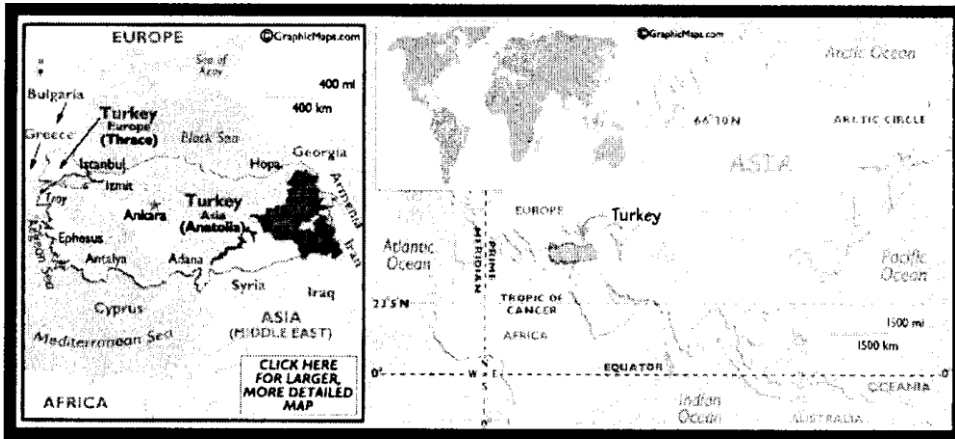 EUROPE
©GraphicMaps.com
Sea of
Azov
400 mi
400 km
Bulgaria
Turkey
Europe
(Thrace)
Greece
Black Sea
Georgia
Istanbul
Hopa
Izmit
Armenia
Troy
Turkey
Asia
(Anatolia)
Ankara
Iran
Ephesus
Aegean Sea
Antalya
Adana
Syria
Iraq
Cyprus
ASIA
(MIDDLE EAST)
Mediterranean Sea
CLICK HERE
FOR LARGER,
MORE DETAILED
MAP
AFRICA
©GraphicMaps.com
Arctic Ocean
66°30'N
ARCTIC CIRCLE
ASIA
EUROPE
Turkey
Atlantic
Ocean
PRIME
MERIDIAN
Pacific
Ocean
23°5'N
TROPIC OF
CANCER
AFRICA
1500 mi
1500 km
0°
N
W E
S
EQUATOR
0°
OCEANIA
Indian
Ocean
AUSTRALIA
0°